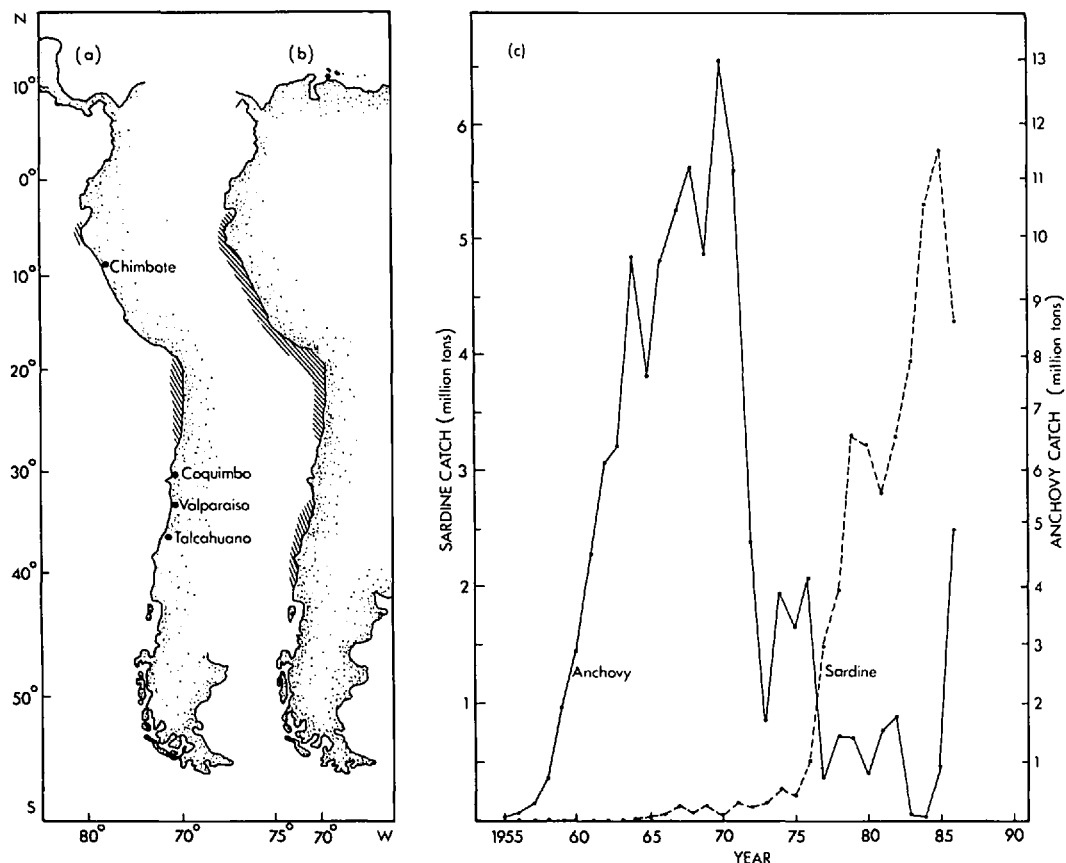 N
(a)
(b)
10°
0°
10°
20°
30°
40°
50°
S
Chimbote
Coquimbo
Valparaiso
Talcahuano
80°
70°
75°
70°
W
(c)
SARDINE CATCH (million tons)
6
5
4
3
2
1
Anchovy
Sardine
13
12
11
10
9
8
7
6
5
4
3
2
1
ANCHOVY CATCH (million tons)
1955
60
65
70
75
80
85
90
YEAR